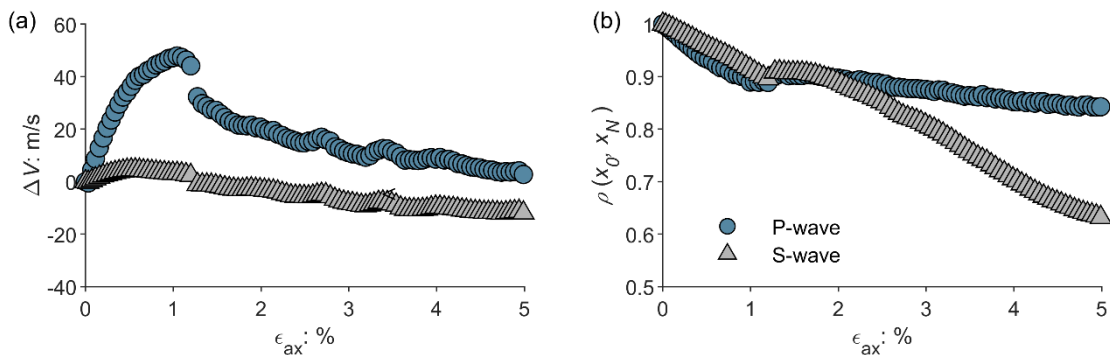 (a)
60
40
20
0
-20
-40
ΔV: m/s
0 1 2 3 4 5
ϵax: %
(b)
1
0.9
0.8
0.7
0.6
0.5
ρ (x0, xN)
P-wave
S-wave
0 1 2 3 4 5
ϵax: %